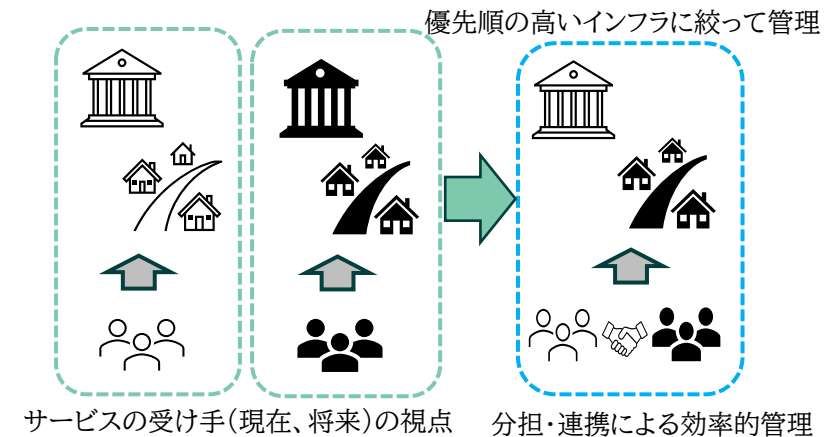 優先順の高いインフラに絞って管理
サービスの受け手(現在、将来)の視点
分担・連携による効率的管理